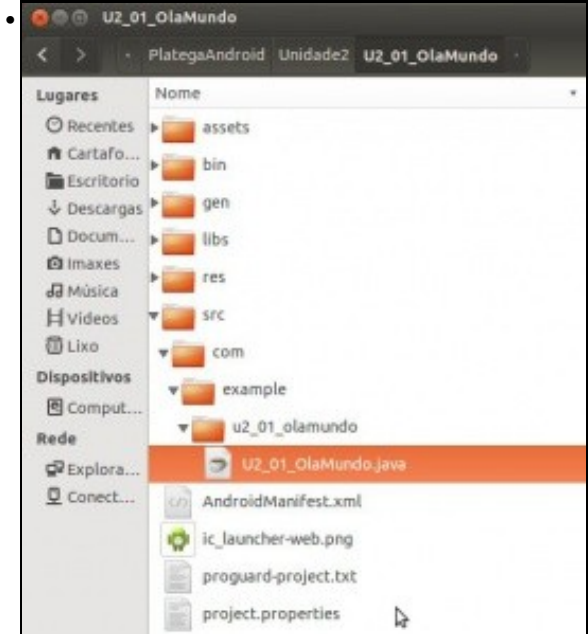 U2_01_OlaMundo
PlategaAndroid Unidade2 U2_01_OlaMundo
Lugares
Recentes
Cartafo...
Escritorio
Descargas
Docum...
Imaxes
Música
Videos
Lixo
Dispositivos
Comput...
Rede
Explora...
Conect...
Nome
assets
bin
gen
libs
res
src
com
example
u2_01_olamundo
U2_01_OlaMundo.java
AndroidManifest.xml
ic_launcher-web.png
proguard-project.txt
project.properties